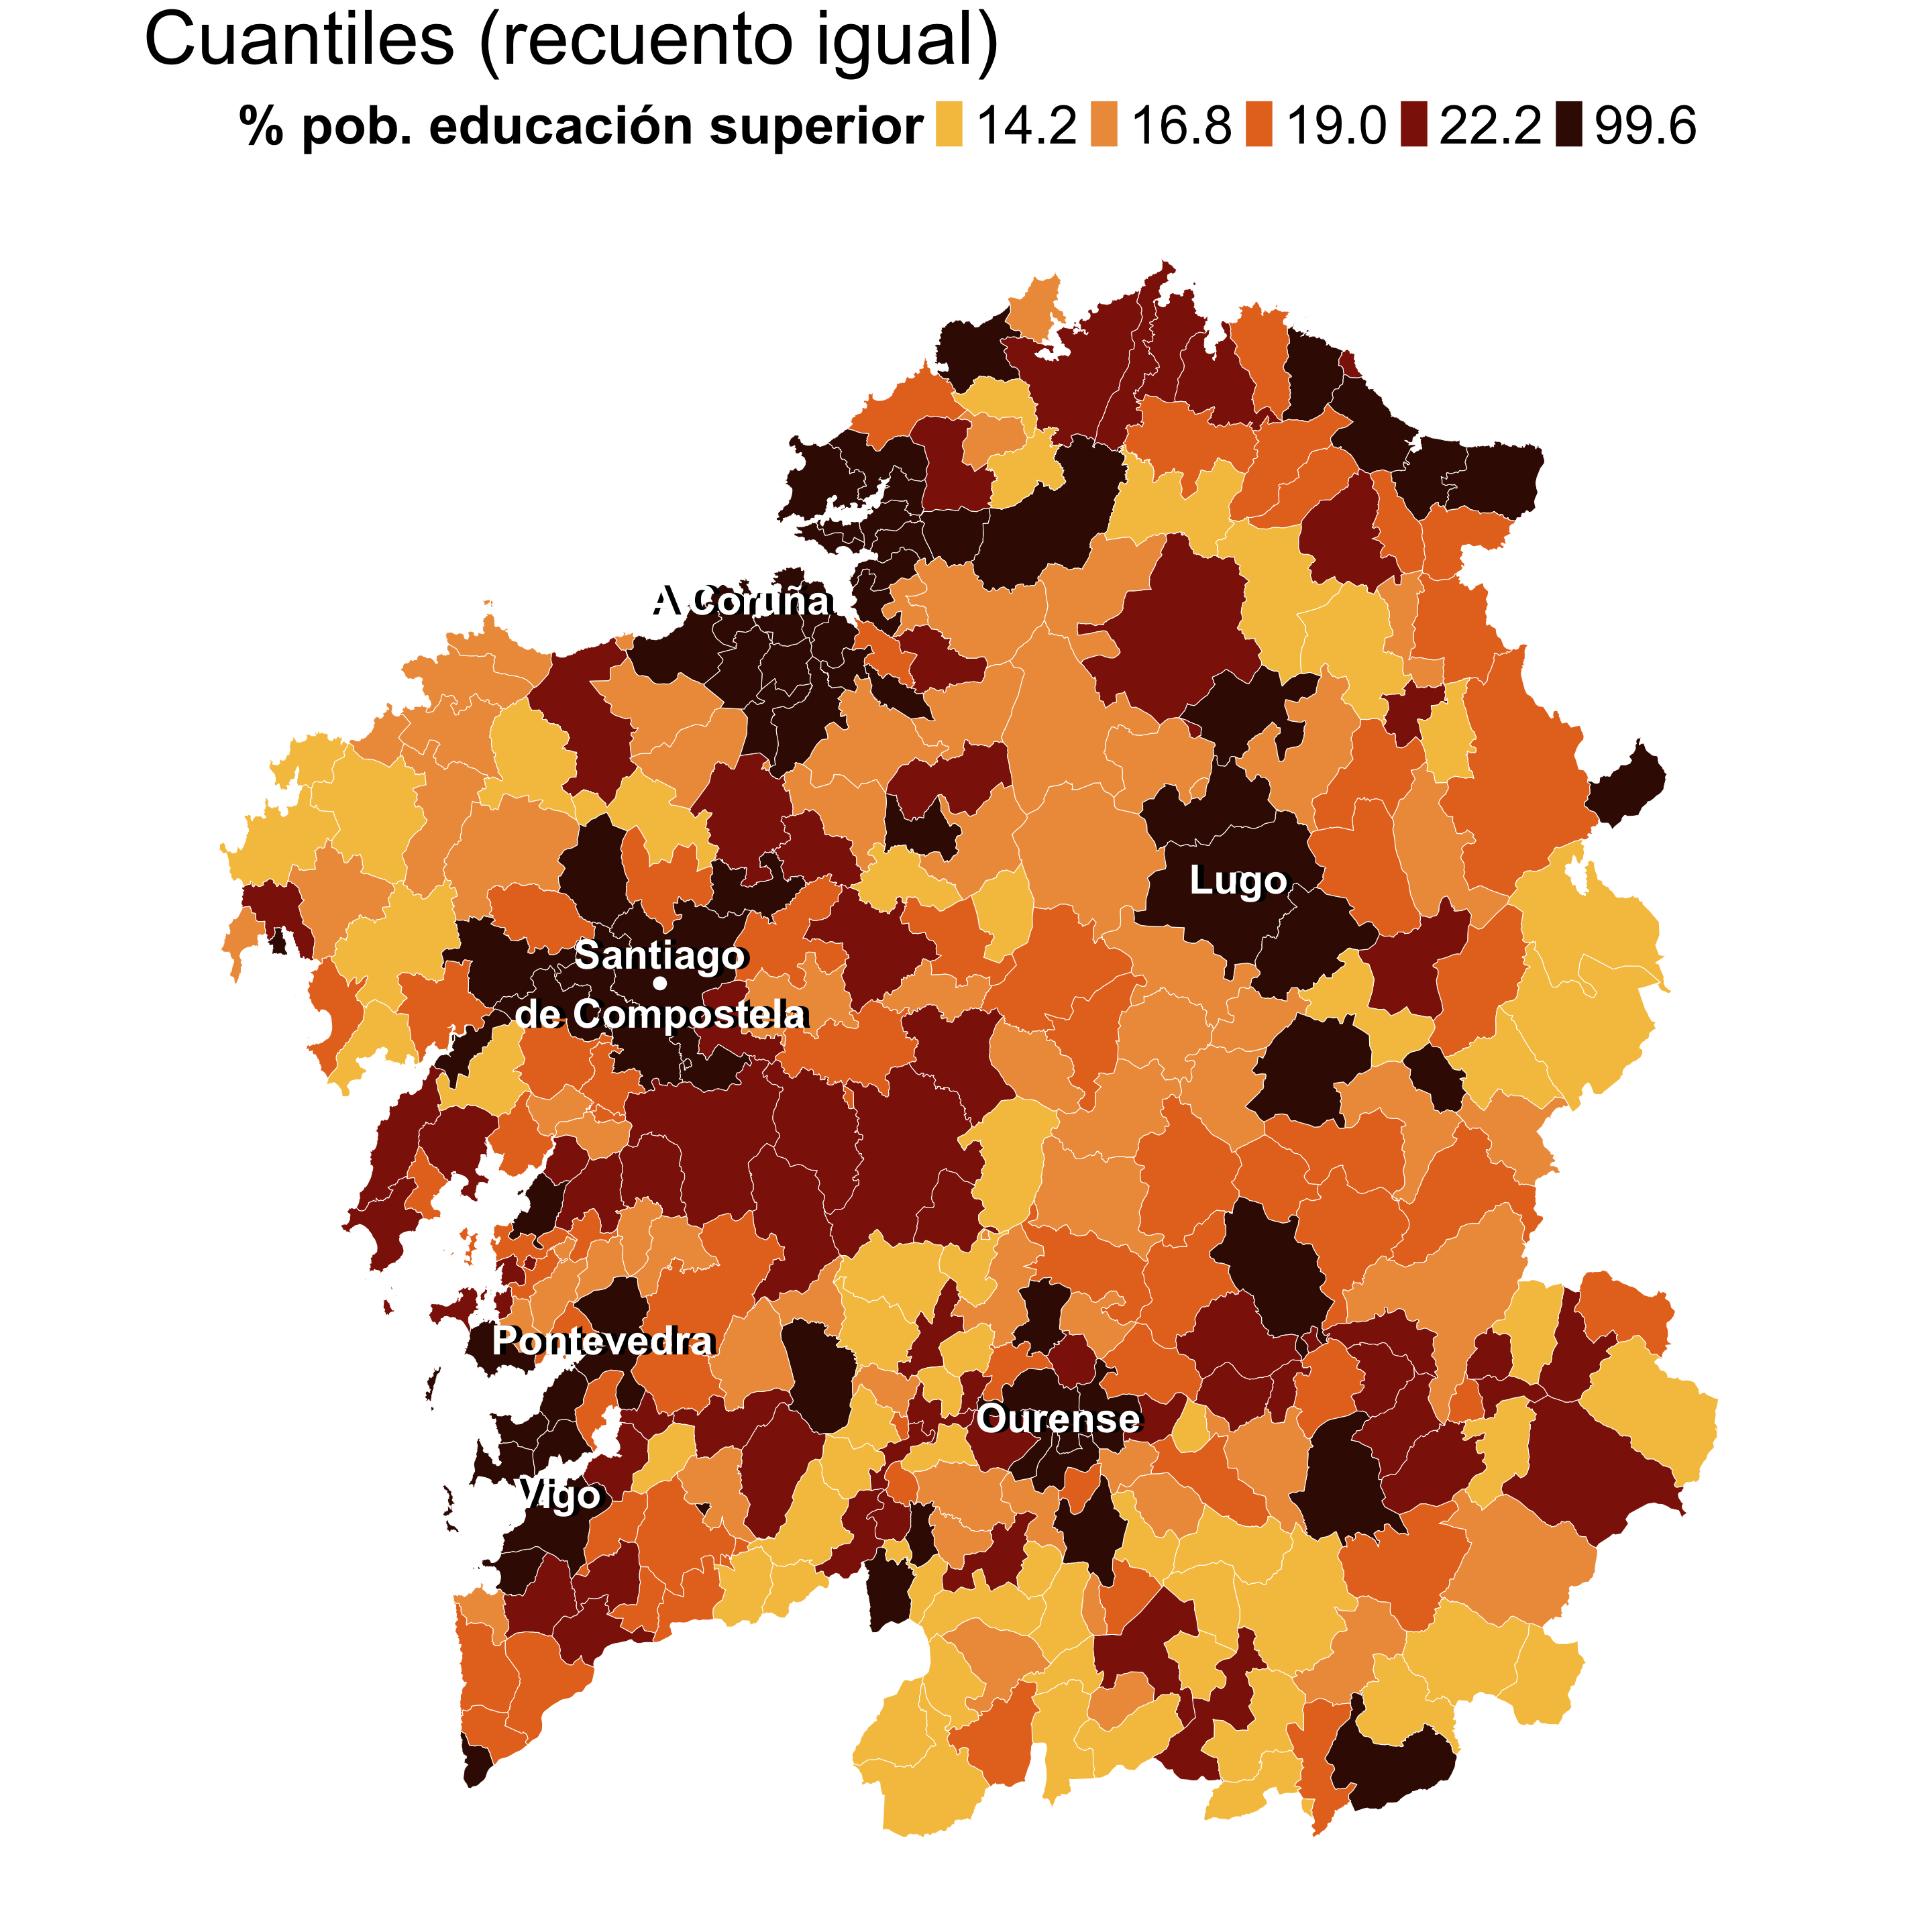 Cuantiles (recuento igual)
% pob. educación superior 14.2 16.8 19.0 22.2 99.6
A Coruña
Lugo
Santiago
de Compostela
Pontevedra
Ourense
Vigo